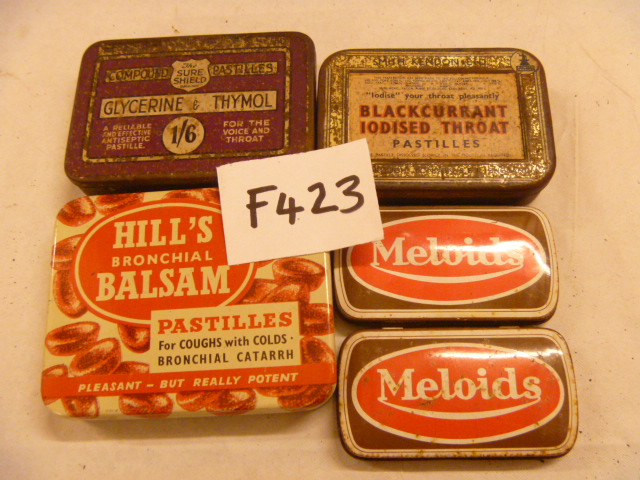 COMPOUND The SURE SHIELD PASTILLES
GLYCERINE & THYMOL
A RELIABLE
AND EFFECTIVE
ANTISEPTIC
PASTILLE.
1/6
FOR THE
VOICE AND
THROAT
SMITH KENDON
"Iodise" your throat pleasantly
BLACKCURRANT
IODISED THROAT
PASTILLES
F423
HILL'S
BRONCHIAL
BALSAM
PASTILLES
For COUGHS with COLDS ·
BRONCHIAL CATARRH
PLEASANT – BUT REALLY POTENT
Meloids
Meloids